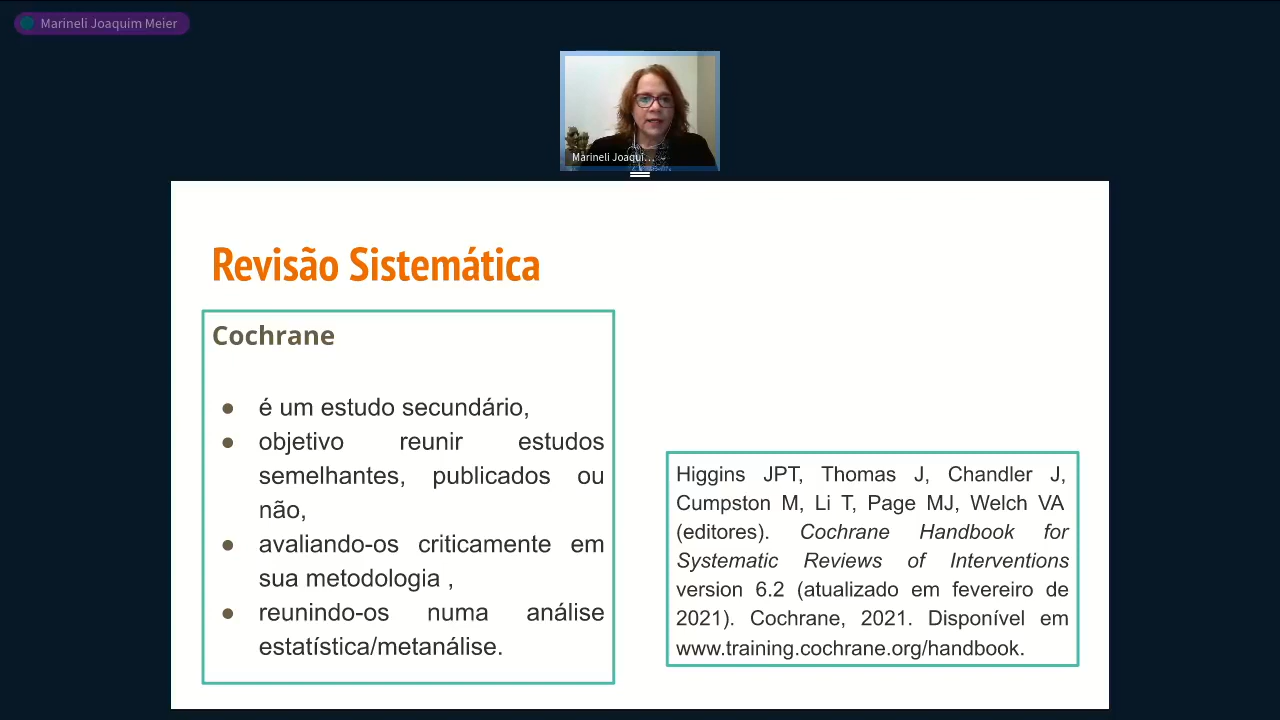 Marineli Joaquim Meier
Marineli Joaqui...
Revisão Sistemática
Cochrane
● é um estudo secundário,
● objetivo reunir estudos
semelhantes, publicados ou
não,
● avaliando-os criticamente em
sua metodologia ,
● reunindo-os numa análise
estatística/metanálise.
Higgins JPT, Thomas J, Chandler J,
Cumpston M, Li T, Page MJ, Welch VA
(editores). Cochrane Handbook for
Systematic Reviews of Interventions
version 6.2 (atualizado em fevereiro de
2021). Cochrane, 2021. Disponível em
www.training.cochrane.org/handbook.